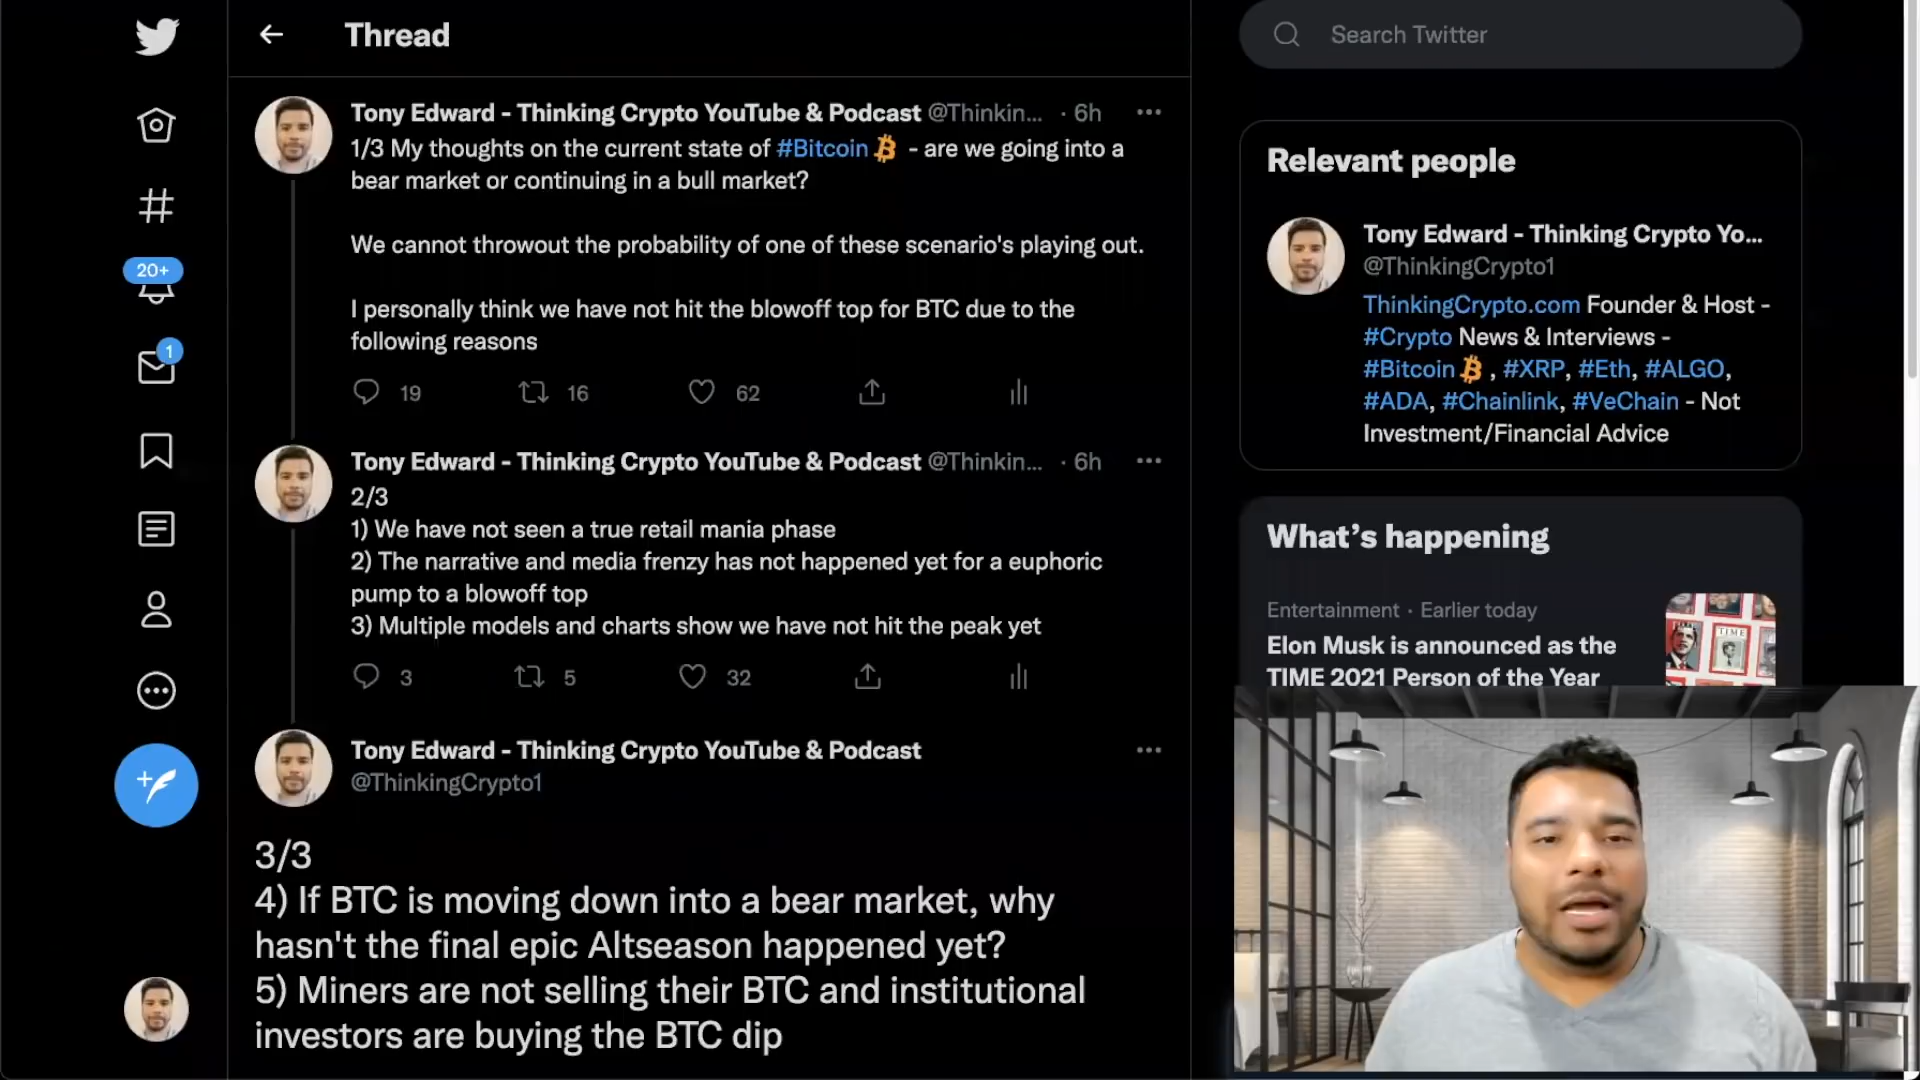 Thread
Search Twitter
Tony Edward - Thinking Crypto YouTube & Podcast @Thinkin... · 6h
1/3 My thoughts on the current state of #Bitcoin - are we going into a
bear market or continuing in a bull market?
We cannot throwout the probability of one of these scenario's playing out.
I personally think we have not hit the blowoff top for BTC due to the
following reasons
19 16 62
Tony Edward - Thinking Crypto YouTube & Podcast @Thinkin... · 6h
2/3
1) We have not seen a true retail mania phase
2) The narrative and media frenzy has not happened yet for a euphoric
pump to a blowoff top
3) Multiple models and charts show we have not hit the peak yet
3 5 32
Tony Edward - Thinking Crypto YouTube & Podcast
@ThinkingCrypto1
3/3
4) If BTC is moving down into a bear market, why
hasn't the final epic Altseason happened yet?
5) Miners are not selling their BTC and institutional
investors are buying the BTC dip
20+
1
Relevant people
Tony Edward - Thinking Crypto Yo...
@ThinkingCrypto1
ThinkingCrypto.com Founder & Host -
#Crypto News & Interviews -
#Bitcoin , #XRP, #Eth, #ALGO,
#ADA, #Chainlink, #VeChain - Not
Investment/Financial Advice
What's happening
Entertainment · Earlier today
Elon Musk is announced as the
TIME 2021 Person of the Year
TIME